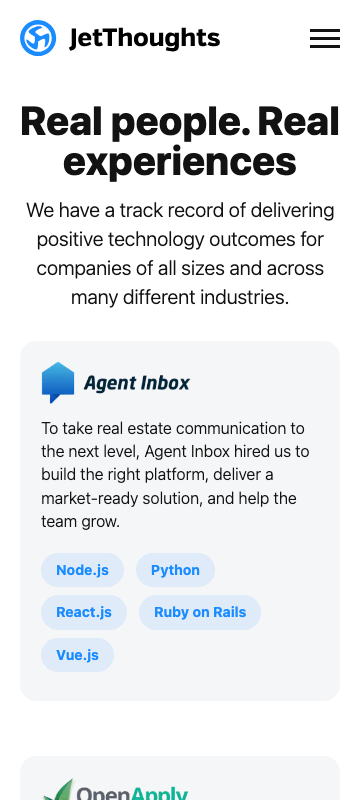 JetThoughts
Real people. Real
experiences
We have a track record of delivering
positive technology outcomes for
companies of all sizes and across
many different industries.
Agent Inbox
To take real estate communication to
the next level, Agent Inbox hired us to
build the right platform, deliver a
market-ready solution, and help the
team grow.
Node.js Python
React.js Ruby on Rails
Vue.js
OpenApply